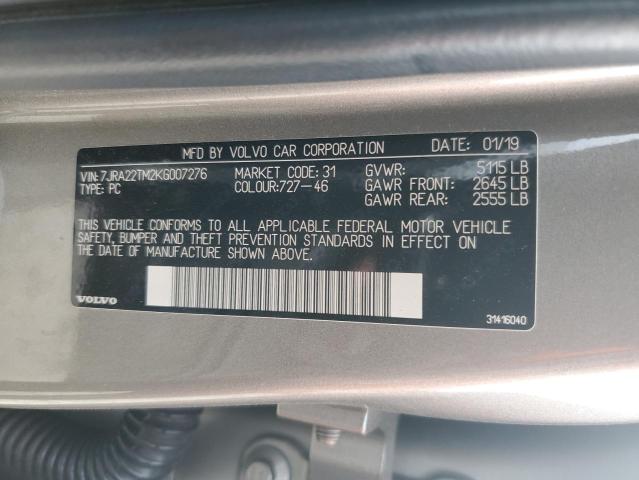 MFD BY VOLVO CAR CORPORATION DATE: 01/19
VIN:7JRA22TM2KG007276 MARKET CODE: 31 GVWR: 5115 LB
TYPE: PC COLOUR:727-46 GAWR FRONT: 2645 LB
GAWR REAR: 2555 LB
THIS VEHICLE CONFORMS TO ALL APPLICABLE FEDERAL MOTOR VEHICLE
SAFETY, BUMPER AND THEFT PREVENTION STANDARDS IN EFFECT ON
THE DATE OF MANUFACTURE SHOWN ABOVE.
VOLVO
31416040